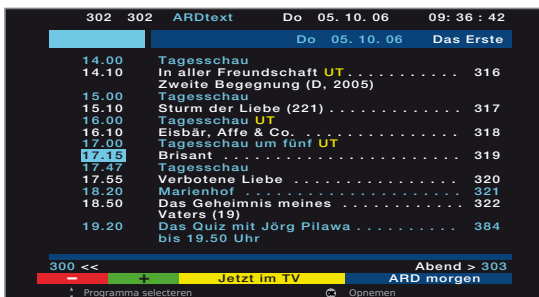 302 302 ARDtext Do 05. 10. 06 09: 36 : 42
Do 05. 10. 06 Das Erste
14.00 Tagesschau
14.10 In aller Freundschaft UT . . . . . . . . . . . 316
Zweite Begegnung (D, 2005)
15.00 Tagesschau
15.10 Sturm der Liebe (221) . . . . . . . . . . . . 317
16.00 Tagesschau UT
16.10 Eisbär, Affe & Co. . . . . . . . . . . . . . . 318
17.00 Tagesschau um fünf UT
17.15 Brisant . . . . . . . . . . . . . . . . . . . . 319
17.47 Tagesschau
17.55 Verbotene Liebe . . . . . . . . . . . . . . 320
18.20 Marienhof . . . . . . . . . . . . . . . . . . 321
18.50 Das Geheimnis meines . . . . . . . . . . 322
Vaters (19)
19.20 Das Quiz mit Jörg Pilawa . . . . . . . . . 384
bis 19.50 Uhr
300 << Abend > 303
− + Jetzt im TV ARD morgen
Programma selecteren OK Opnemen